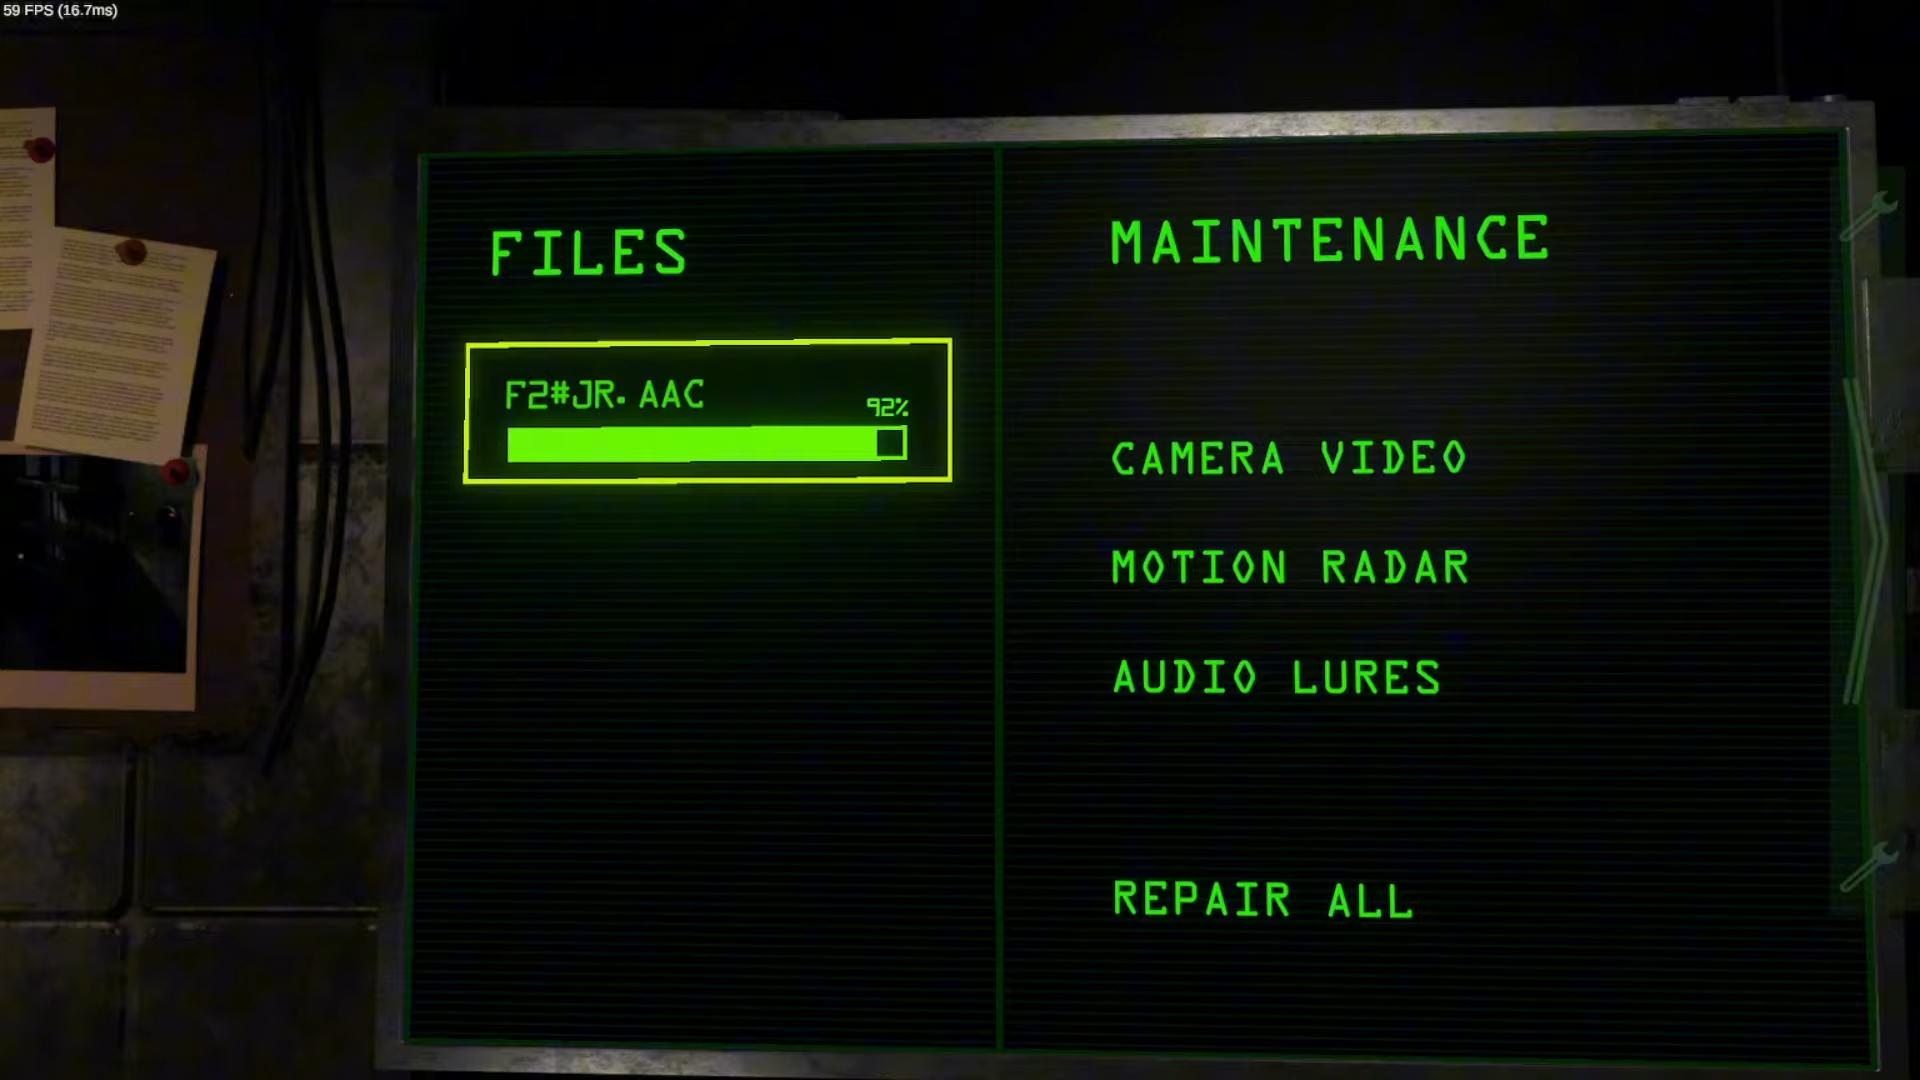 59 FPS (16.7ms)
FILES
F2#JR.AAC
92%
MAINTENANCE
CAMERA VIDEO
MOTION RADAR
AUDIO LURES
REPAIR ALL